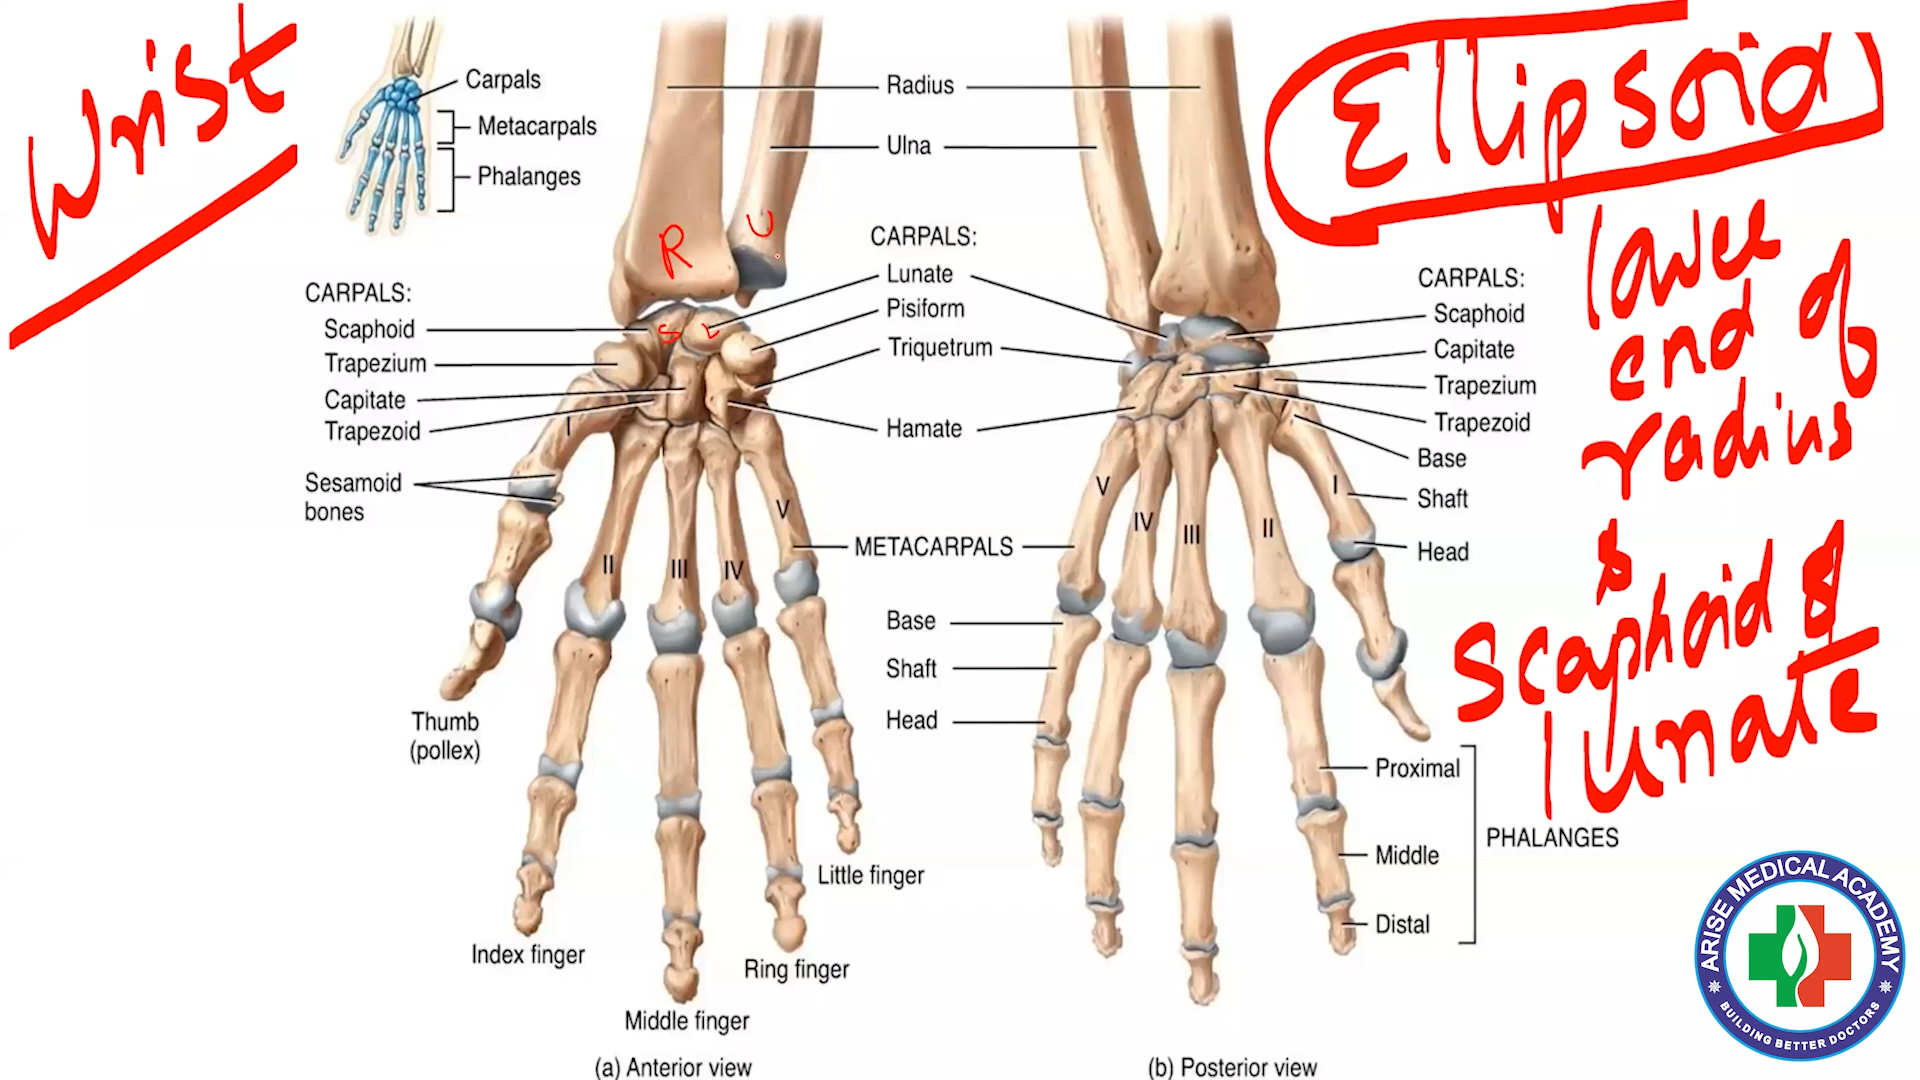 Wrist
Carpals
Metacarpals
Phalanges
Radius
Ulna
Ellipsoid
R
U
S
L
CARPALS:
Scaphoid
Trapezium
Capitate
Trapezoid
Sesamoid
bones
CARPALS:
Lunate
Pisiform
Triquetrum
Hamate
METACARPALS
Base
Shaft
Head
I
II
III
IV
V
Thumb
(pollex)
Index finger
Middle finger
Ring finger
Little finger
(a) Anterior view
V
IV
III
II
I
CARPALS:
Scaphoid
Capitate
Trapezium
Trapezoid
Base
Shaft
Head
Proximal
Middle
Distal
PHALANGES
(b) Posterior view
lower
end of
radius
&
Scaphoid &
lunate
ARISE MEDICAL ACADEMY
BUILDING BETTER DOCTORS